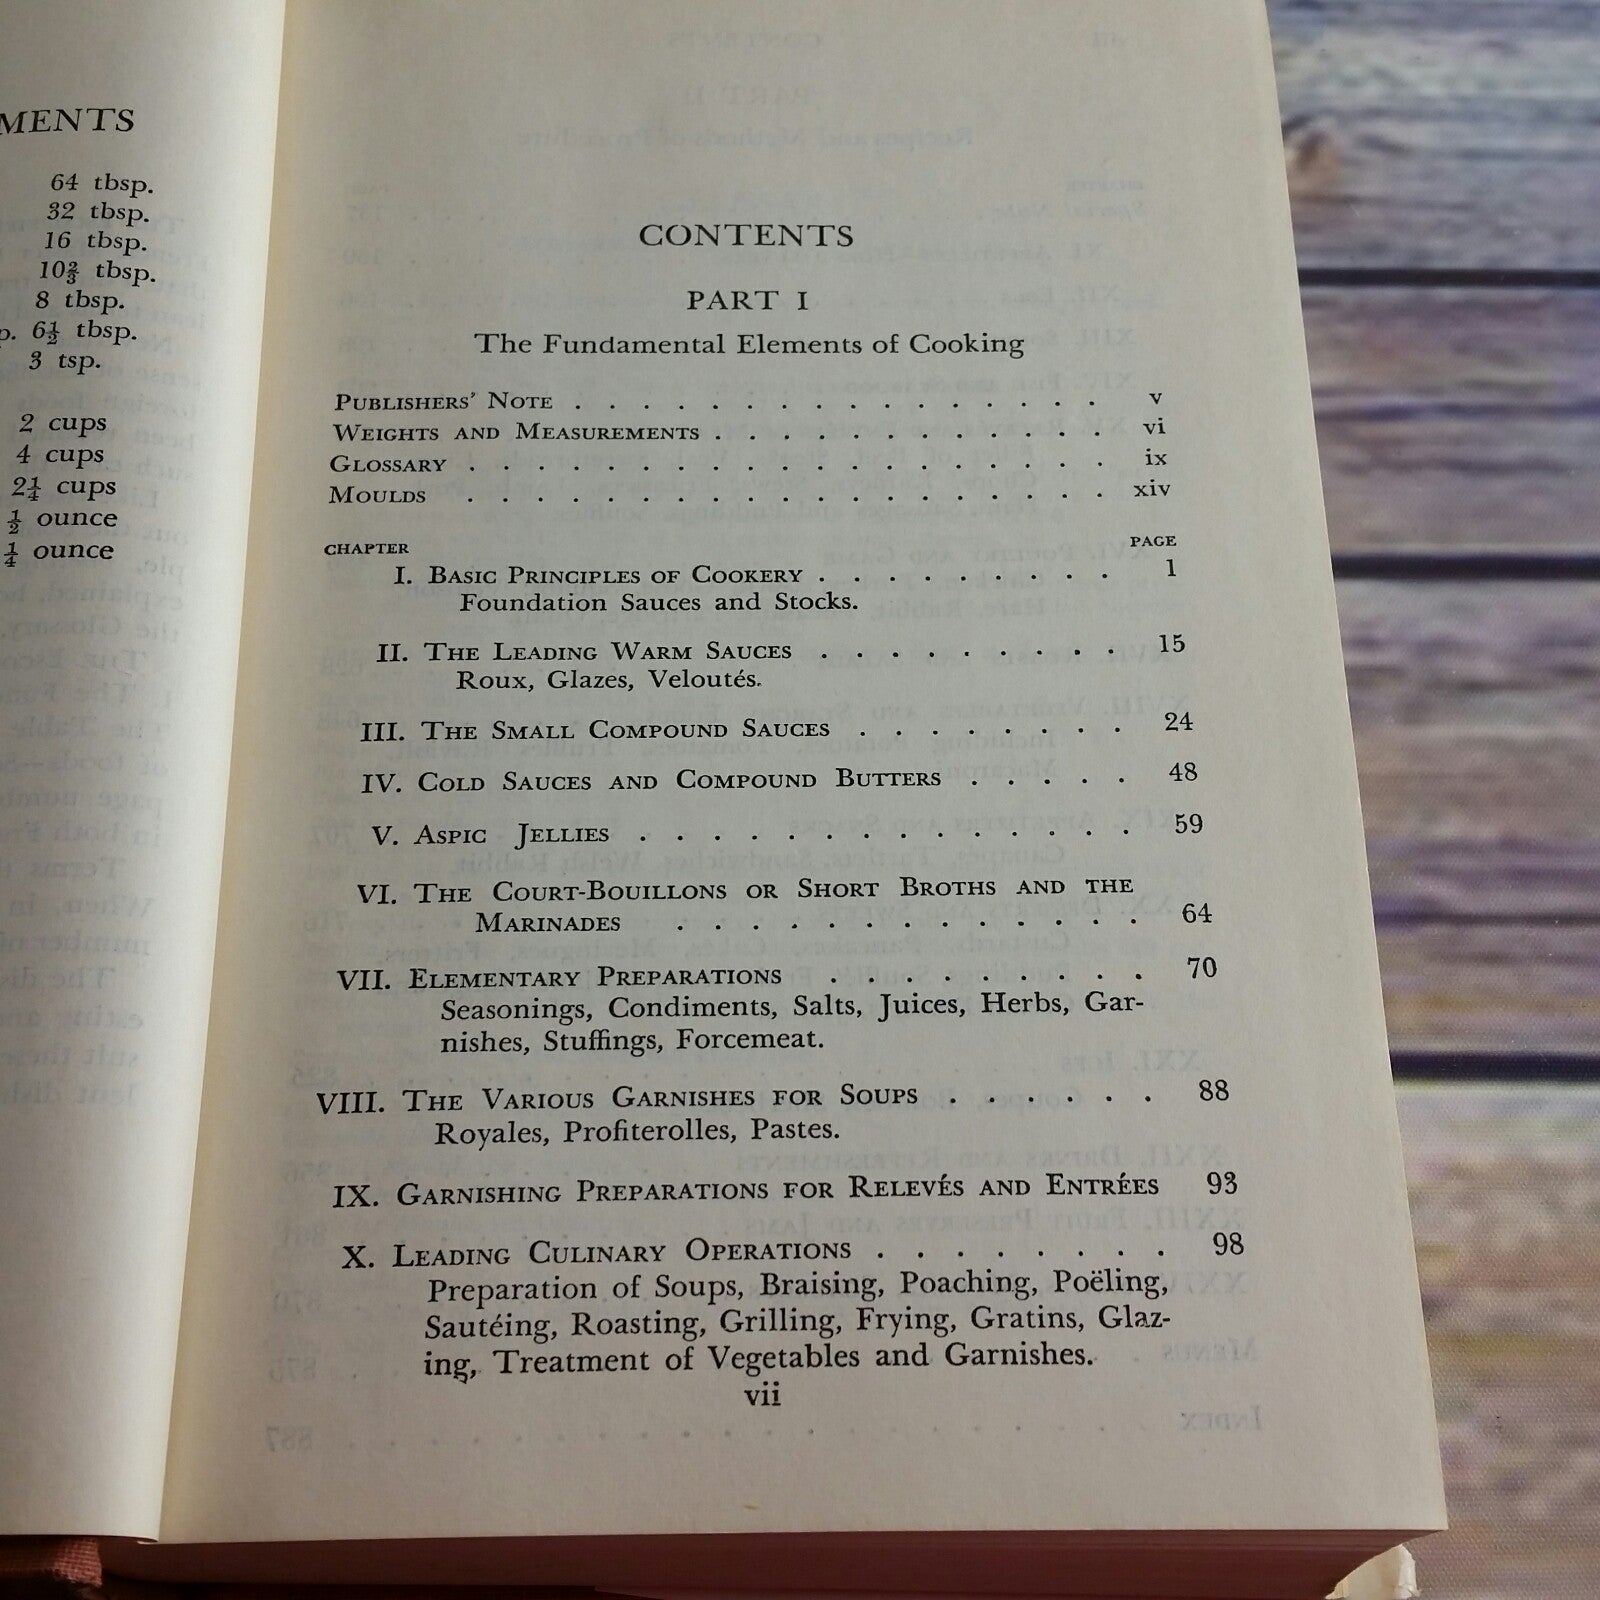 MENTS
64 tbsp.
32 tbsp.
16 tbsp.
10⅔ tbsp.
8 tbsp.
p. 6½ tbsp.
3 tsp.
2 cups
4 cups
2¼ cups
½ ounce
¼ ounce
CONTENTS
PART I
The Fundamental Elements of Cooking
PUBLISHERS' NOTE . . . . . . . . . . . . . . . . v
WEIGHTS AND MEASUREMENTS . . . . . . . . . . . . vi
GLOSSARY . . . . . . . . . . . . . . . . . . . ix
MOULDS . . . . . . . . . . . . . . . . . . . xiv
CHAPTER PAGE
I. BASIC PRINCIPLES OF COOKERY . . . . . . . . . 1
Foundation Sauces and Stocks.
II. THE LEADING WARM SAUCES . . . . . . . . . 15
Roux, Glazes, Veloutés.
III. THE SMALL COMPOUND SAUCES . . . . . . . . 24
IV. COLD SAUCES AND COMPOUND BUTTERS . . . . . 48
V. ASPIC JELLIES . . . . . . . . . . . . . . 59
VI. THE COURT-BOUILLONS OR SHORT BROTHS AND THE
MARINADES . . . . . . . . . . . . . 64
VII. ELEMENTARY PREPARATIONS . . . . . . . . . 70
Seasonings, Condiments, Salts, Juices, Herbs, Gar-
nishes, Stuffings, Forcemeat.
VIII. THE VARIOUS GARNISHES FOR SOUPS . . . . . . 88
Royales, Profiterolles, Pastes.
IX. GARNISHING PREPARATIONS FOR RELEVÉS AND ENTRÉES 93
X. LEADING CULINARY OPERATIONS . . . . . . . . 98
Preparation of Soups, Braising, Poaching, Poëling,
Sautéing, Roasting, Grilling, Frying, Gratins, Glaz-
ing, Treatment of Vegetables and Garnishes.
vii